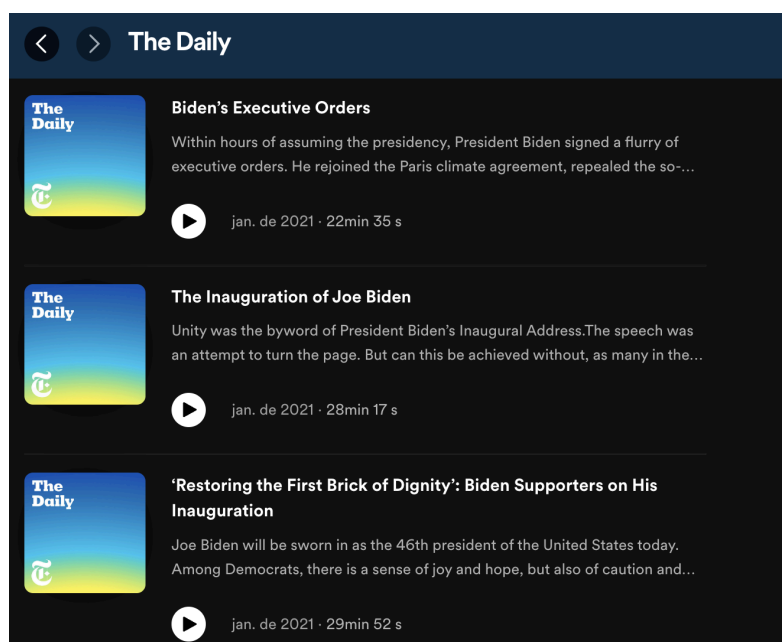 The Daily
The
Daily
Biden’s Executive Orders
Within hours of assuming the presidency, President Biden signed a flurry of
executive orders. He rejoined the Paris climate agreement, repealed the so-...
jan. de 2021 · 22min 35 s
The
Daily
The Inauguration of Joe Biden
Unity was the byword of President Biden’s Inaugural Address.The speech was
an attempt to turn the page. But can this be achieved without, as many in the...
jan. de 2021 · 28min 17 s
The
Daily
‘Restoring the First Brick of Dignity’: Biden Supporters on His
Inauguration
Joe Biden will be sworn in as the 46th president of the United States today.
Among Democrats, there is a sense of joy and hope, but also of caution and...
jan. de 2021 · 29min 52 s